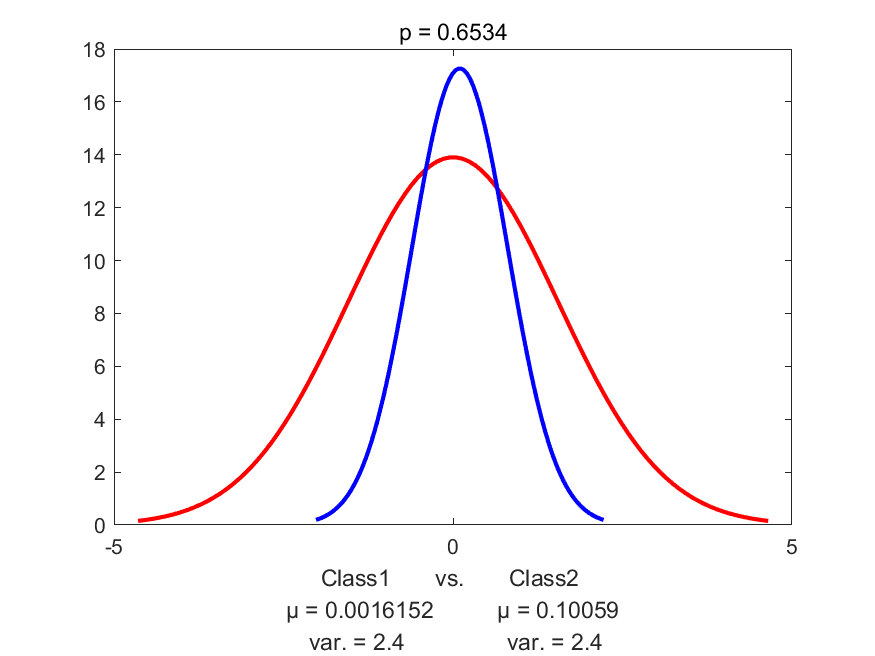 p = 0.6534
18
16
14
12
10
8
6
4
2
0
-5 0 5
Class1 vs. Class2
μ = 0.0016152 μ = 0.10059
var. = 2.4 var. = 2.4